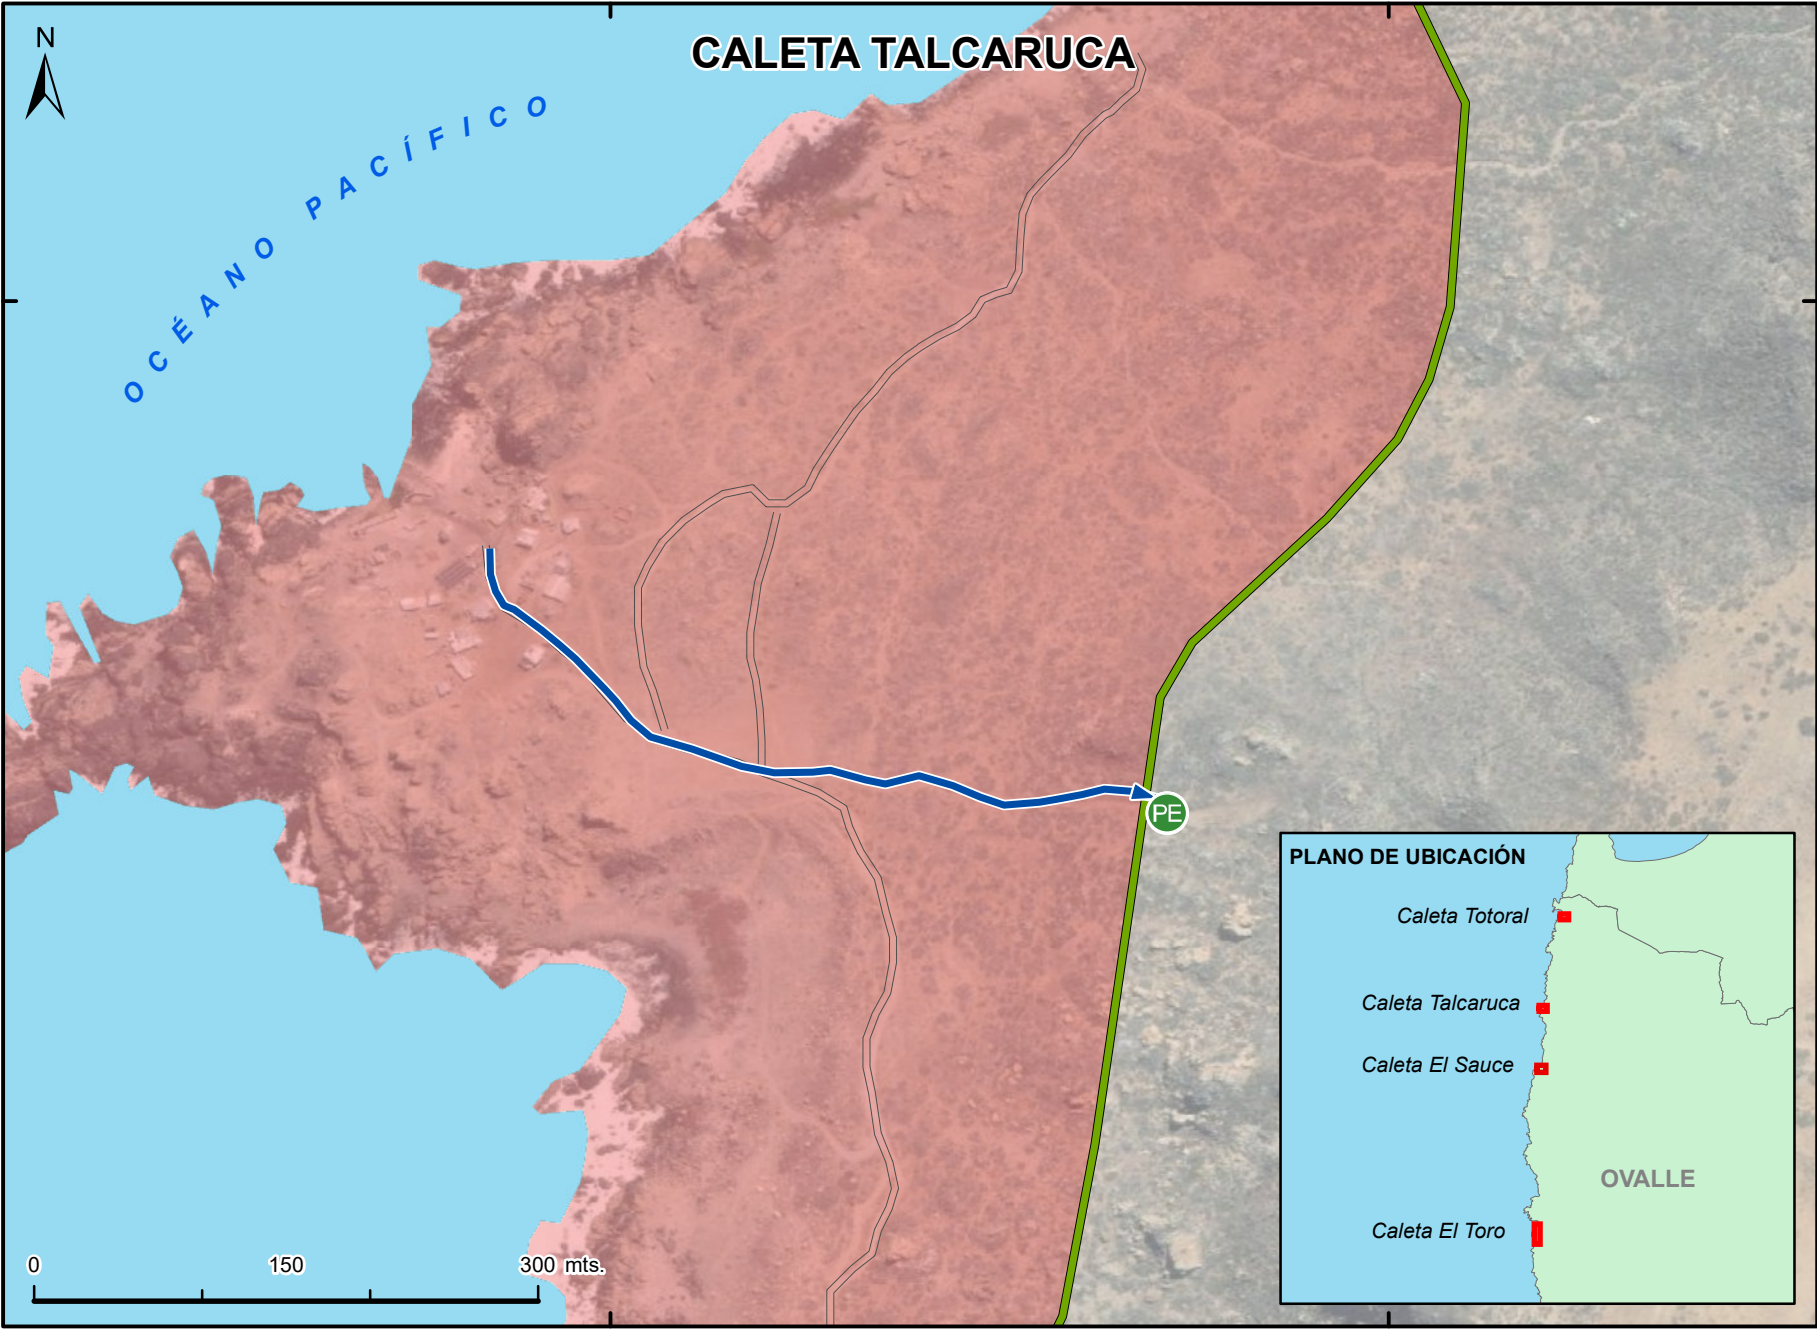 N
CALETA TALCARUCA
OCÉANO PACÍFICO
PE
PLANO DE UBICACIÓN
Caleta Totoral
Caleta Talcaruca
Caleta El Sauce
OVALLE
Caleta El Toro
0 150 300 mts.